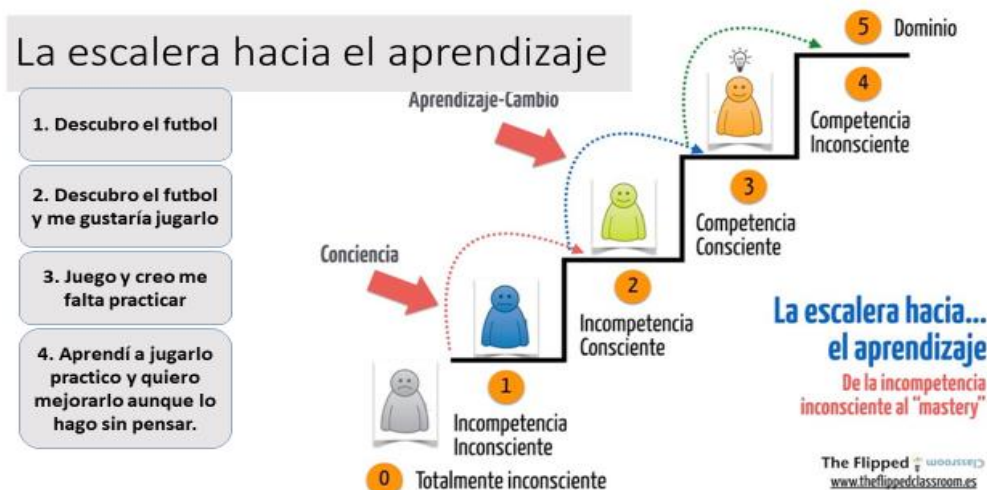 La escalera hacia el aprendizaje
1. Descubro el futbol
2. Descubro el futbol
y me gustaría jugarlo
3. Juego y creo me
falta practicar
4. Aprendí a jugarlo
practico y quiero
mejorarlo aunque lo
hago sin pensar.
Aprendizaje-Cambio
Conciencia
5 Dominio
4
Competencia
Inconsciente
3
Competencia
Consciente
2
Incompetencia
Consciente
1
Incompetencia
Inconsciente
0 Totalmente inconsciente
La escalera hacia...
el aprendizaje
De la incompetencia
inconsciente al "mastery"
The Flipped Classroom
www.theflippedclassroom.es